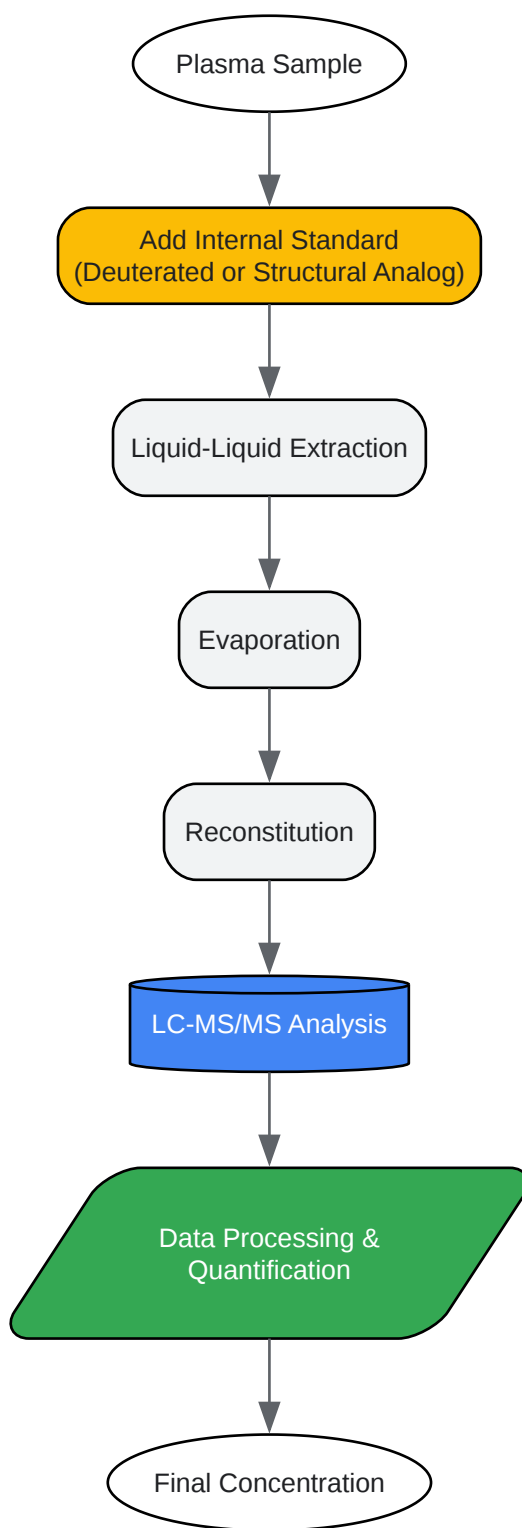 Plasma Sample
Add Internal Standard
(Deuterated or Structural Analog)
Liquid-Liquid Extraction
Evaporation
Reconstitution
LC-MS/MS Analysis
Data Processing &
Quantification
Final Concentration